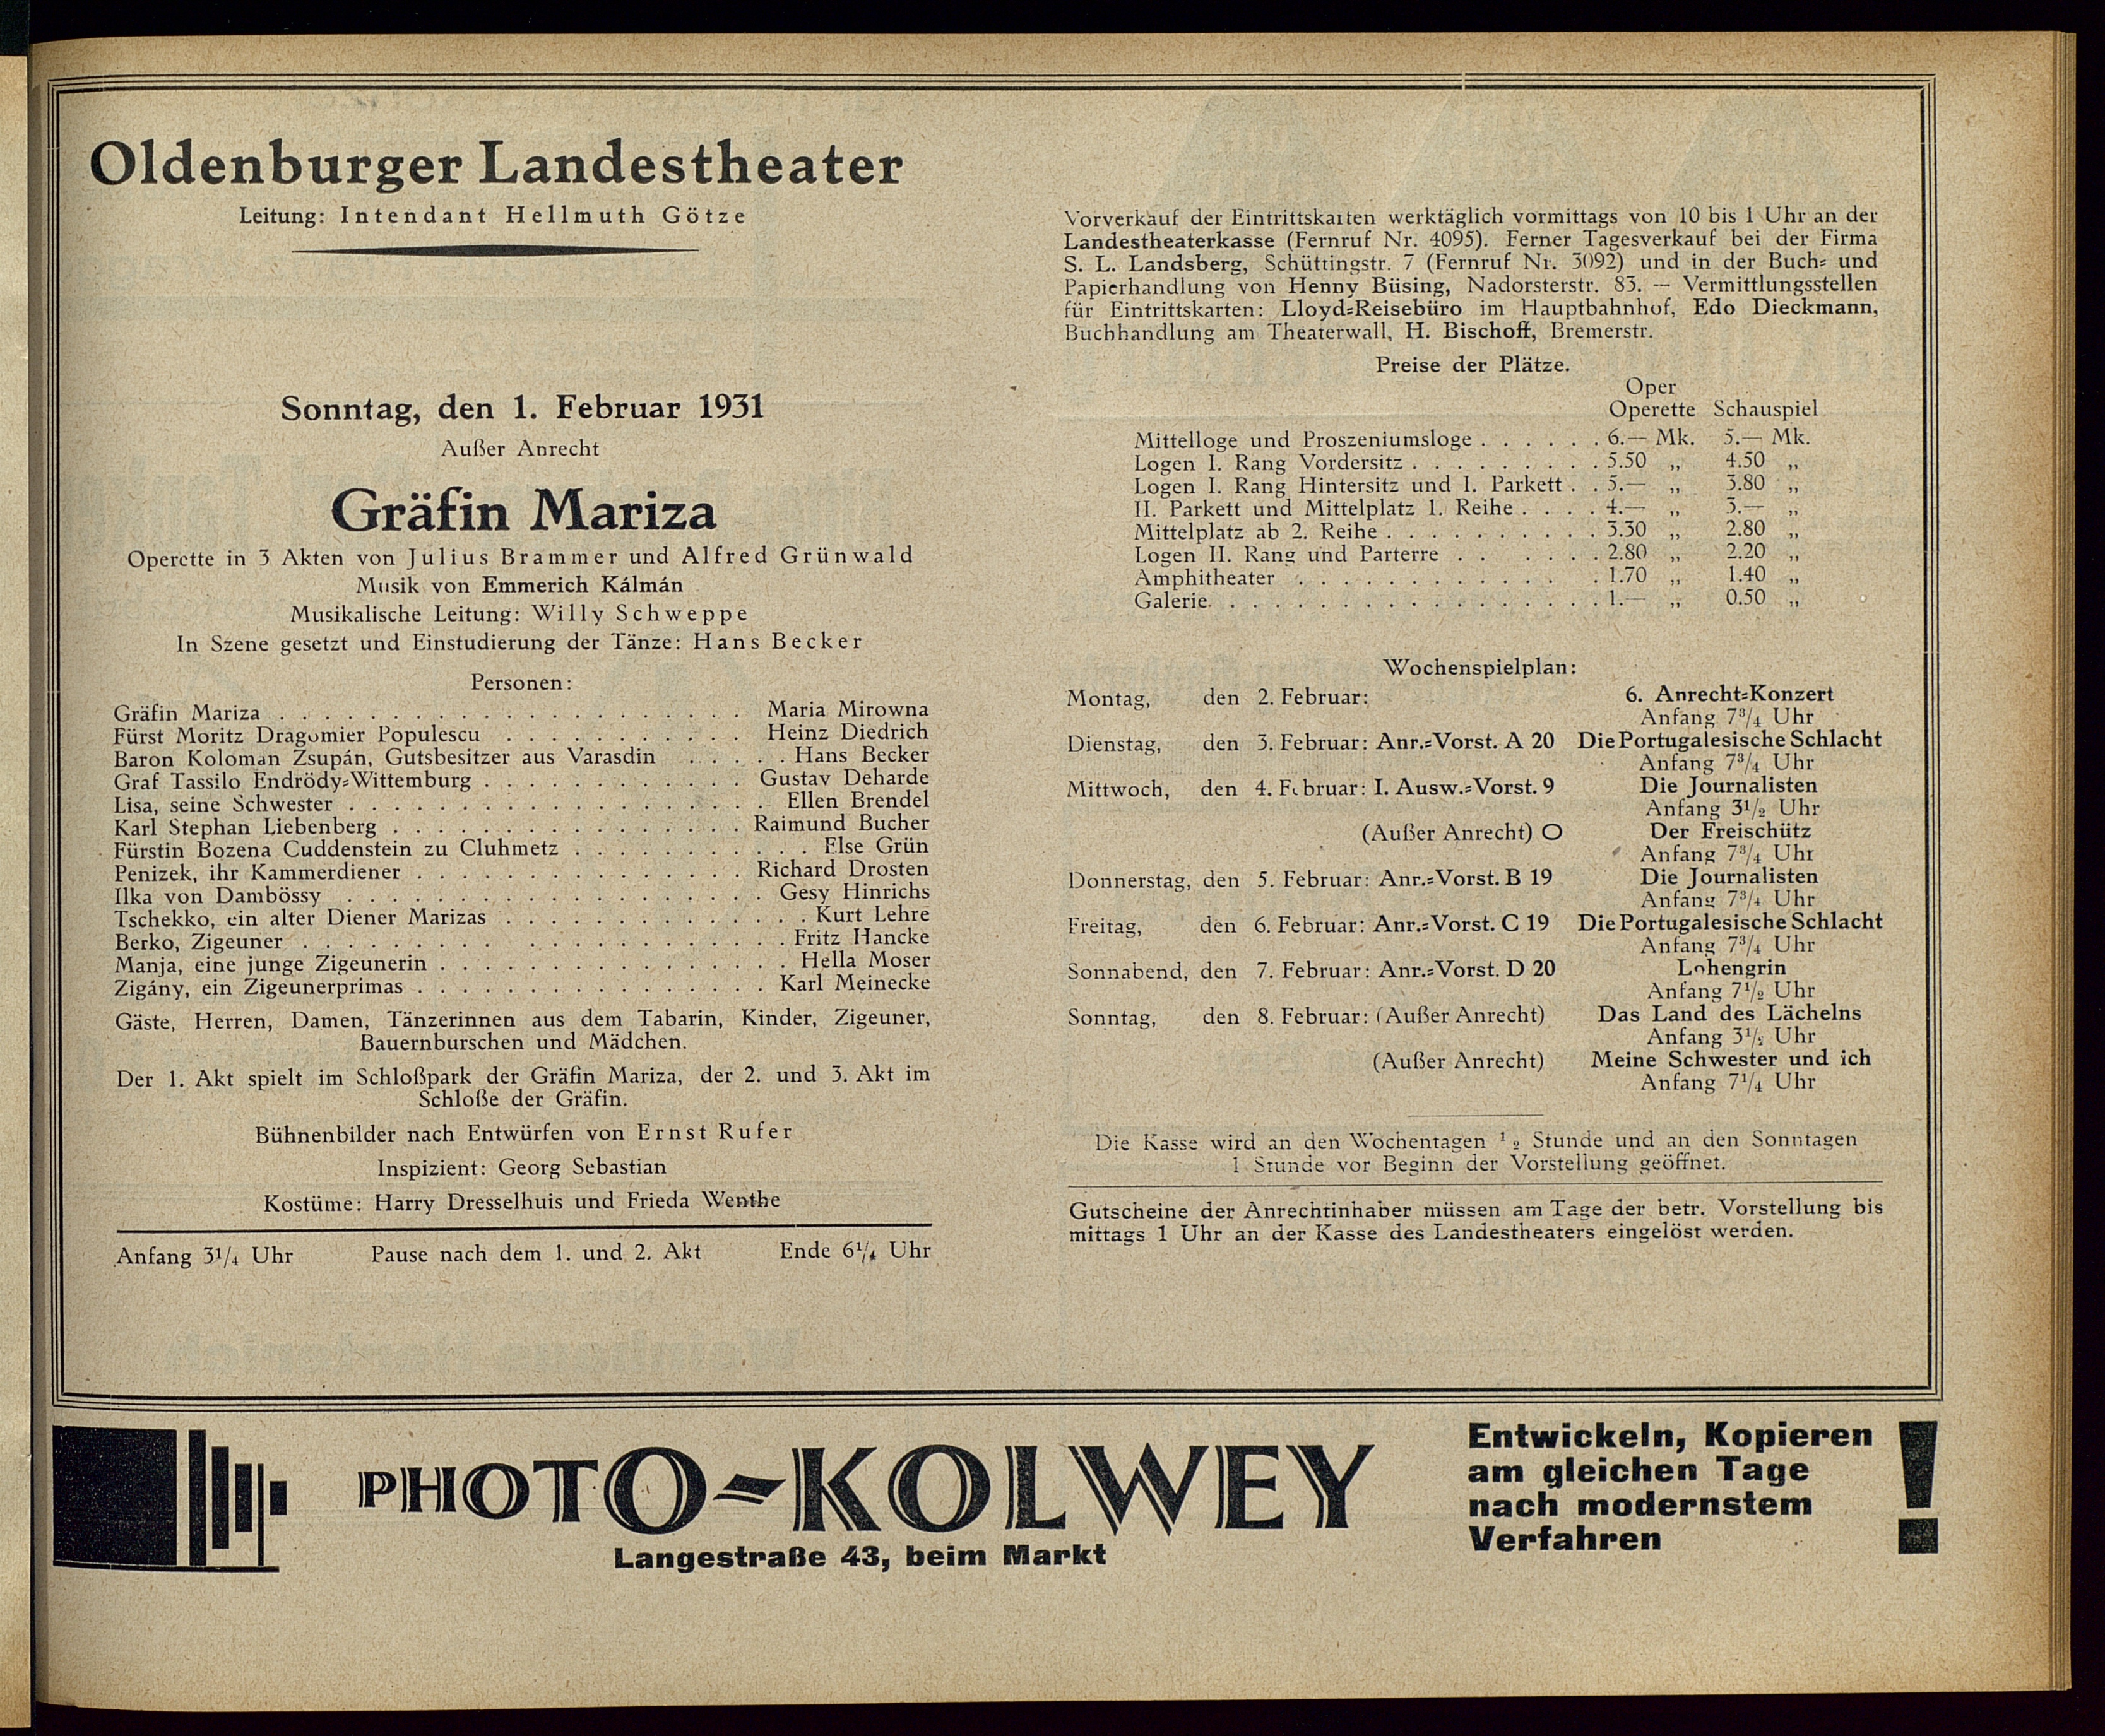 Oldenburger Landestheater
Leitung: Intendant Hellmuth Götze
Sonntag, den 1. Februar 1931
Außer Anrecht
Gräfin Mariza
Operette in 3 Akten von Julius Brammer und Alfred Grünwald
Musik von Emmerich Kálmán
Musikalische Leitung: Willy Schweppe
In Szene gesetzt und Einstudierung der Tänze: Hans Becker
Personen:
Gräfin Mariza . . . . . . . . . . . . . . . . Maria Mirowna
Fürst Moritz Dragomier Populescu . . . . . . . . Heinz Diedrich
Baron Koloman Zsupán, Gutsbesitzer aus Varasdin . . . . . Hans Becker
Graf Tassilo Endrödy=Wittemburg . . . . . . . . . Gustav Deharde
Lisa, seine Schwester . . . . . . . . . . . . . . Ellen Brendel
Karl Stephan Liebenberg . . . . . . . . . . . . Raimund Bucher
Fürstin Bozena Cuddenstein zu Cluhmetz . . . . . . . . Else Grün
Penizek, ihr Kammerdiener . . . . . . . . . . . Richard Drosten
Ilka von Dambössy . . . . . . . . . . . . . . Gesy Hinrichs
Tschekko, ein alter Diener Marizas . . . . . . . . . . Kurt Lehre
Berko, Zigeuner . . . . . . . . . . . . . . . . Fritz Hancke
Manja, eine junge Zigeunerin . . . . . . . . . . . . Hella Moser
Zigány, ein Zigeunerprimas . . . . . . . . . . . . Karl Meinecke
Gäste, Herren, Damen, Tänzerinnen aus dem Tabarin, Kinder, Zigeuner,
Bauernburschen und Mädchen.
Der 1. Akt spielt im Schloßpark der Gräfin Mariza, der 2. und 3. Akt im
Schloße der Gräfin.
Bühnenbilder nach Entwürfen von Ernst Rufer
Inspizient: Georg Sebastian
Kostüme: Harry Dresselhuis und Frieda Wenthe
Anfang 3¼ Uhr Pause nach dem 1. und 2. Akt Ende 6¼ Uhr
Vorverkauf der Eintrittskarten werktäglich vormittags von 10 bis 1 Uhr an der
Landestheaterkasse (Fernruf Nr. 4095). Ferner Tagesverkauf bei der Firma
S. L. Landsberg, Schüttingstr. 7 (Fernruf Nr. 3092) und in der Buch= und
Papierhandlung von Henny Büsing, Nadorsterstr. 83. — Vermittlungsstellen
für Eintrittskarten: Lloyd=Reisebüro im Hauptbahnhof, Edo Dieckmann,
Buchhandlung am Theaterwall, H. Bischoff, Bremerstr.
Preise der Plätze.
Oper
Operette Schauspiel
Mittelloge und Proszeniumsloge . . . . . . 6.— Mk. 5.— Mk.
Logen I. Rang Vordersitz . . . . . . . . . 5.50 „ 4.50 „
Logen I. Rang Hintersitz und I. Parkett . . 5.— „ 3.80 „
II. Parkett und Mittelplatz 1. Reihe . . . . 4.— „ 3.— „
Mittelplatz ab 2. Reihe . . . . . . . . . . 3.30 „ 2.80 „
Logen II. Rang und Parterre . . . . . . . 2.80 „ 2.20 „
Amphitheater . . . . . . . . . . . . . 1.70 „ 1.40 „
Galerie. . . . . . . . . . . . . . . . . 1.— „ 0.50 „
Wochenspielplan:
Montag, den 2. Februar: 6. Anrecht=Konzert
Anfang 7¾ Uhr
Dienstag, den 3. Februar: Anr.=Vorst. A 20 Die Portugalesische Schlacht
Anfang 7¾ Uhr
Mittwoch, den 4. Februar: I. Ausw.=Vorst. 9 Die Journalisten
Anfang 3½ Uhr
(Außer Anrecht) O Der Freischütz
Anfang 7¾ Uhr
Donnerstag, den 5. Februar: Anr.=Vorst. B 19 Die Journalisten
Anfang 7¾ Uhr
Freitag, den 6. Februar: Anr.=Vorst. C 19 Die Portugalesische Schlacht
Anfang 7¾ Uhr
Sonnabend, den 7. Februar: Anr.=Vorst. D 20 Lohengrin
Anfang 7½ Uhr
Sonntag, den 8. Februar: (Außer Anrecht) Das Land des Lächelns
Anfang 3½ Uhr
(Außer Anrecht) Meine Schwester und ich
Anfang 7¼ Uhr
Die Kasse wird an den Wochentagen ½ Stunde und an den Sonntagen
1 Stunde vor Beginn der Vorstellung geöffnet.
Gutscheine der Anrechtinhaber müssen am Tage der betr. Vorstellung bis
mittags 1 Uhr an der Kasse des Landestheaters eingelöst werden.
PHOTO-KOLWEY
Langestraße 43, beim Markt
Entwickeln, Kopieren
am gleichen Tage
nach modernstem
Verfahren !